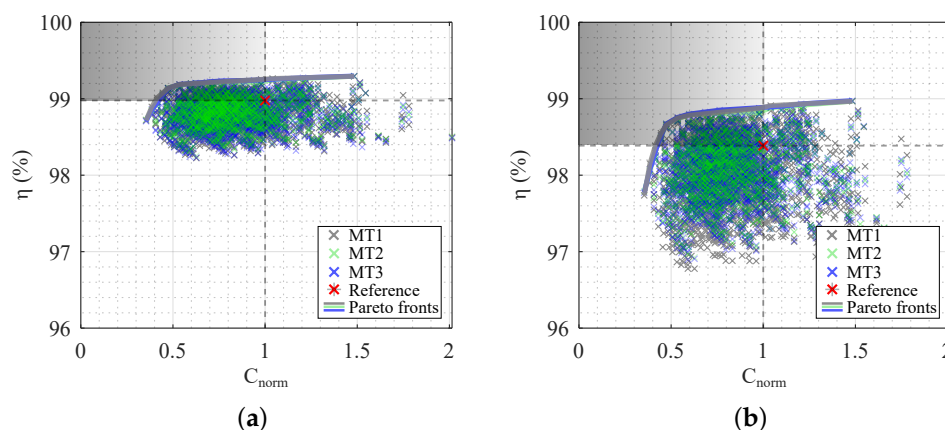 100
99
98
97
96
η (%)
0
0.5
1
1.5
2
C_norm
MT1
MT2
MT3
Reference
Pareto fronts
(a)
100
99
98
97
96
η (%)
0
0.5
1
1.5
2
C_norm
MT1
MT2
MT3
Reference
Pareto fronts
(b)